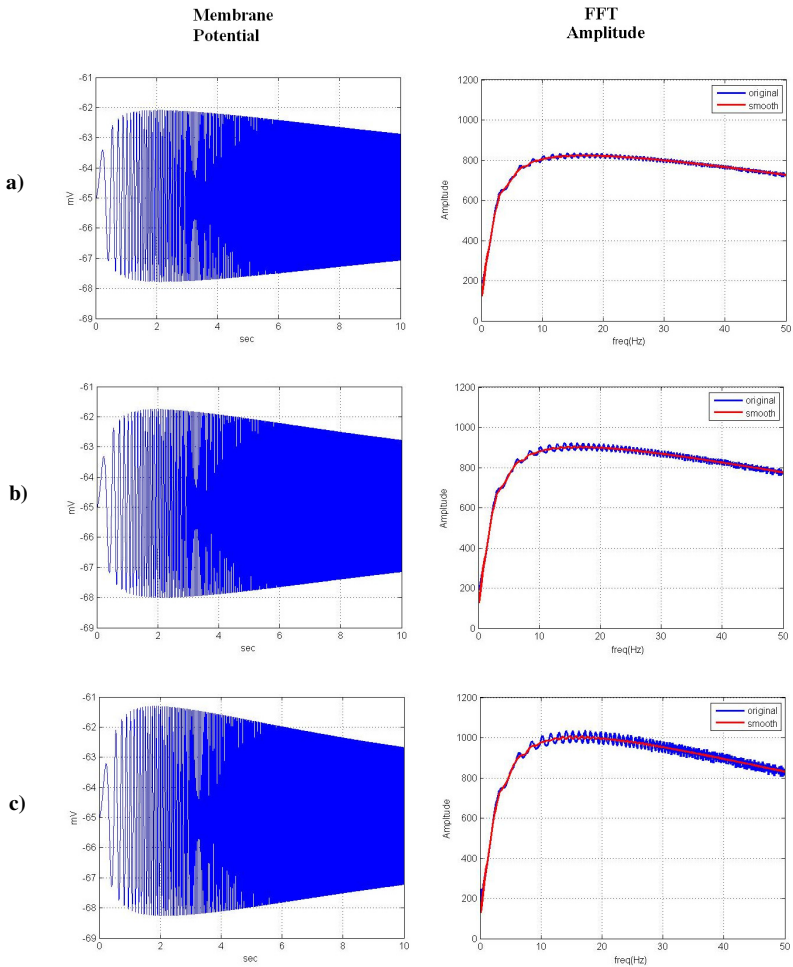 Membrane
Potential
FFT
Amplitude
a)
-61
-62
-63
-64
-65
-66
-67
-68
-69
mV
0 2 4 6 8 10
sec
1200
1000
800
600
400
200
0
Amplitude
original
smooth
0 10 20 30 40 50
freq(Hz)
b)
-61
-62
-63
-64
-65
-66
-67
-68
-69
mV
0 2 4 6 8 10
sec
1200
1000
800
600
400
200
0
Amplitude
original
smooth
0 10 20 30 40 50
freq(Hz)
c)
-61
-62
-63
-64
-65
-66
-67
-68
-69
mV
0 2 4 6 8 10
sec
1200
1000
800
600
400
200
0
Amplitude
original
smooth
0 10 20 30 40 50
freq(Hz)